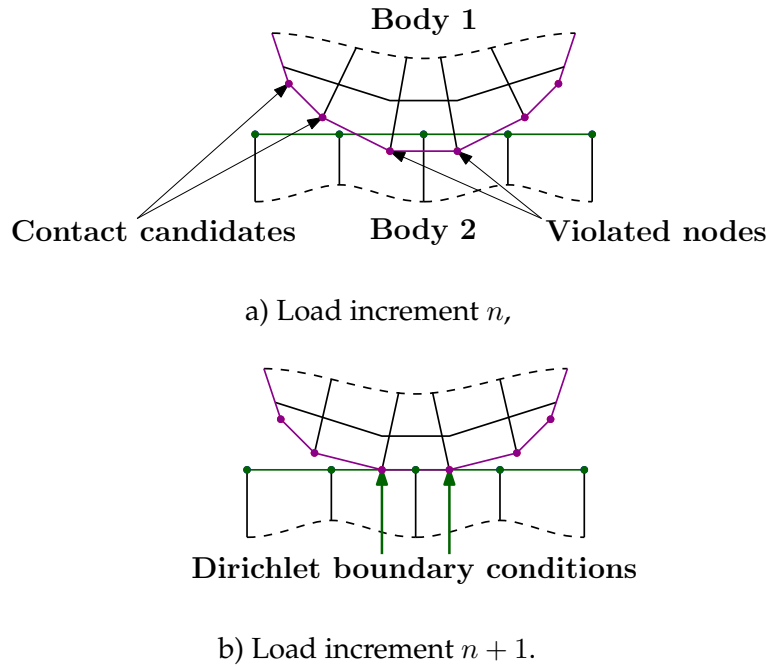 Body 1
Contact candidates
Body 2
Violated nodes
a) Load increment n,
Dirichlet boundary conditions
b) Load increment n + 1.